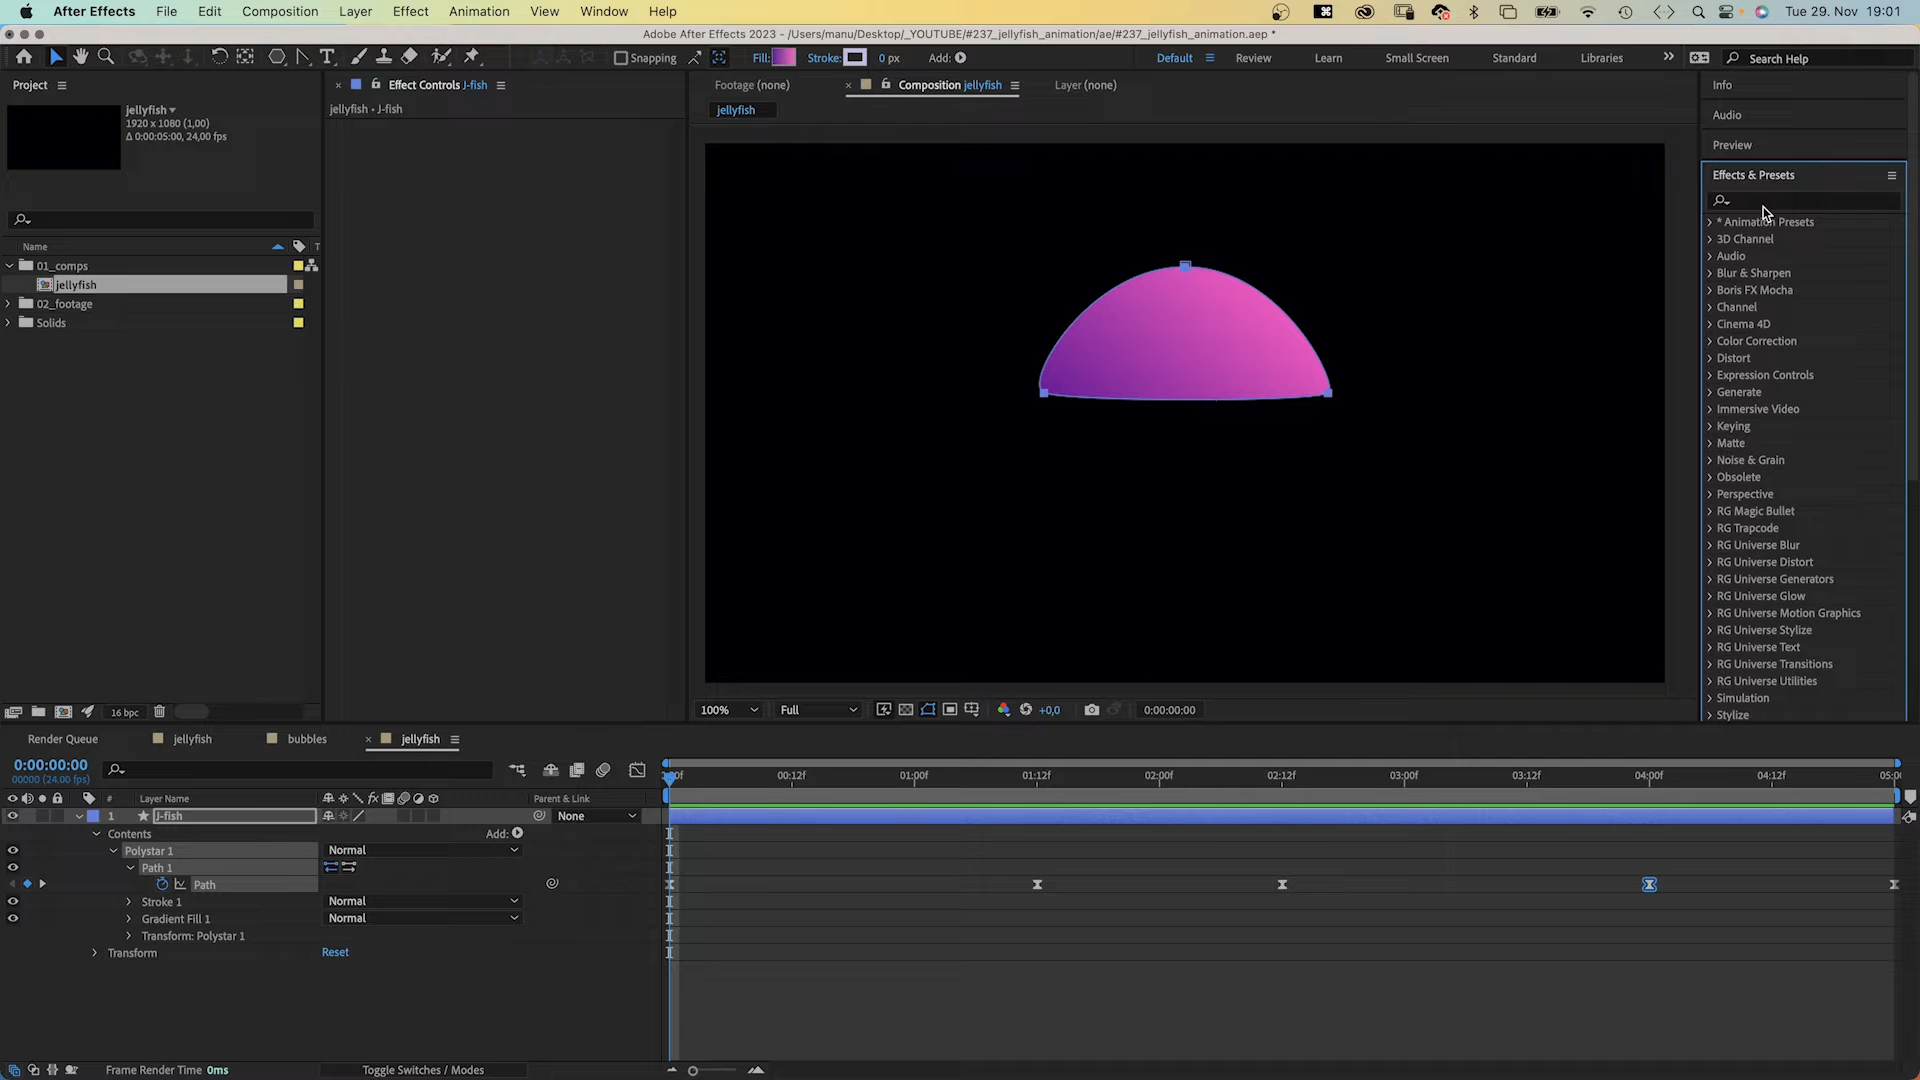 After Effects File Edit Composition Layer Effect Animation View Window Help Tue 29. Nov 19:01
Adobe After Effects 2023 - /Users/manu/Desktop/_YOUTUBE/#237_jellyfish_animation/ae/#237_jellyfish_animation.aep *
Snapping Fill: Stroke: 0 px Add: Default Review Learn Small Screen Standard Libraries Search Help
Project Effect Controls J-fish Footage (none) Composition jellyfish Layer (none) Info
jellyfish
1920 x 1080 (1,00)
Δ 0:00:05:00, 24,00 fps
jellyfish • J-fish
jellyfish
Audio
Preview
Effects & Presets
* Animation Presets
3D Channel
Audio
Blur & Sharpen
Boris FX Mocha
Channel
Cinema 4D
Color Correction
Distort
Expression Controls
Generate
Immersive Video
Keying
Matte
Noise & Grain
Obsolete
Perspective
RG Magic Bullet
RG Trapcode
RG Universe Blur
RG Universe Distort
RG Universe Generators
RG Universe Glow
RG Universe Motion Graphics
RG Universe Stylize
RG Universe Text
RG Universe Transitions
RG Universe Utilities
Simulation
Stylize
Name T
01_comps
jellyfish
02_footage
Solids
16 bpc
100% Full +0,0 0:00:00:00
Render Queue jellyfish bubbles jellyfish
0:00:00:00
00000 (24.00 fps)
00:12f 01:00f 01:12f 02:00f 02:12f 03:00f 03:12f 04:00f 04:12f
# Layer Name fx Parent & Link
1 J-fish None
Contents Add:
Polystar 1 Normal
Path 1
Path
Stroke 1 Normal
Gradient Fill 1 Normal
Transform: Polystar 1
Transform Reset
Frame Render Time 0ms Toggle Switches / Modes